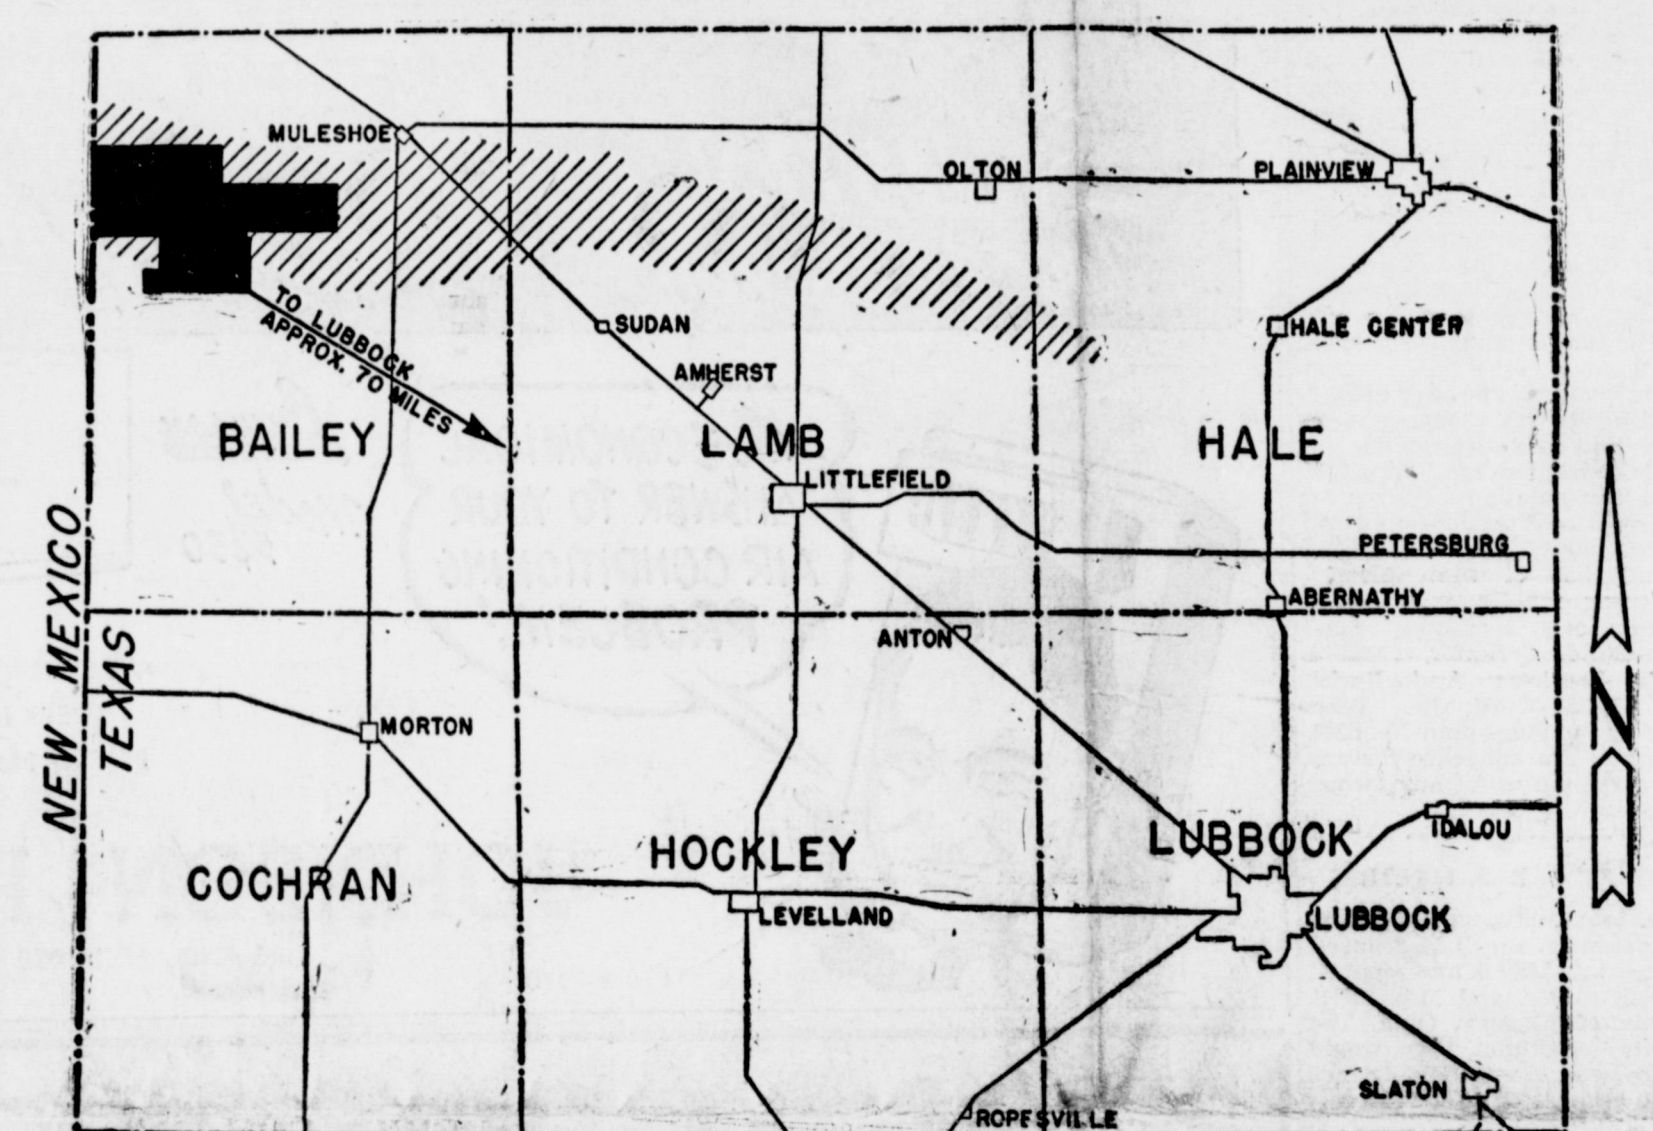 MULESHOE
OLTON
PLAINVIEW
TO LUBBOCK
APPROX. 70 MILES
SUDAN
HALE CENTER
AMHERST
BAILEY
LAMB
HALE
LITTLEFIELD
PETERSBURG
ABERNATHY
ANTON
NEW MEXICO
TEXAS
MORTON
N
IDALOU
LUBBOCK
HOCKLEY
COCHRAN
LEVELLAND
LUBBOCK
SLATON
ROPESVILLE